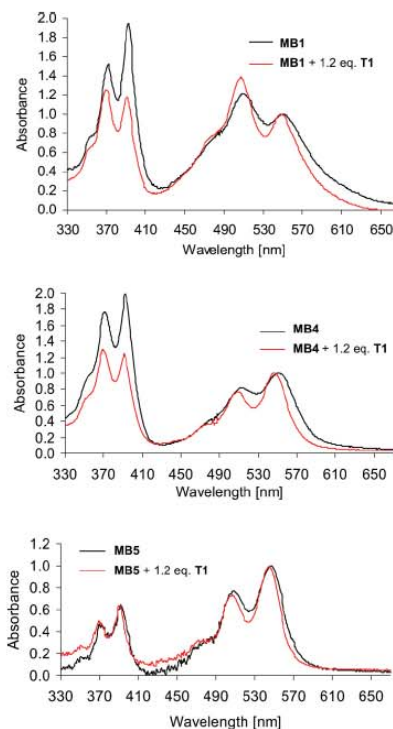 2.0
1.8
1.6
1.4
1.2
1.0
0.8
0.6
0.4
0.2
0.0
Absorbance
MB1
MB1 + 1.2 eq. T1
330 370 410 450 490 530 570 610 650
Wavelength [nm]
2.0
1.8
1.6
1.4
1.2
1.0
0.8
0.6
0.4
0.2
0.0
Absorbance
MB4
MB4 + 1.2 eq. T1
330 370 410 450 490 530 570 610 650
Wavelength [nm]
1.2
1.0
0.8
0.6
0.4
0.2
0.0
Absorbance
MB5
MB5 + 1.2 eq. T1
330 370 410 450 490 530 570 610 650
Wavelength [nm]